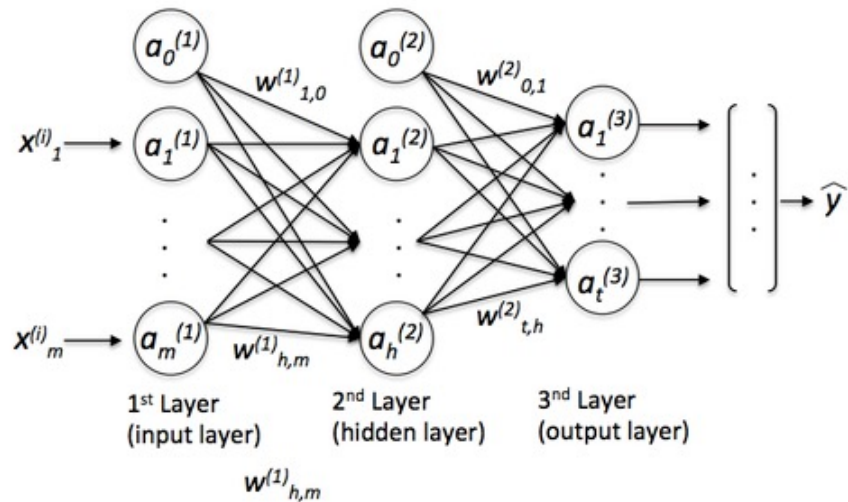 a₀⁽¹⁾ a₀⁽²⁾
w⁽¹⁾₁,₀ w⁽²⁾₀,₁
x⁽ⁱ⁾₁ a₁⁽¹⁾ a₁⁽²⁾ a₁⁽³⁾
ŷ
aₜ⁽³⁾
x⁽ⁱ⁾ₘ aₘ⁽¹⁾ w⁽¹⁾ₕ,ₘ aₕ⁽²⁾ w⁽²⁾ₜ,ₕ
1ˢᵗ Layer 2ⁿᵈ Layer 3ⁿᵈ Layer
(input layer) (hidden layer) (output layer)
w⁽¹⁾ₕ,ₘ